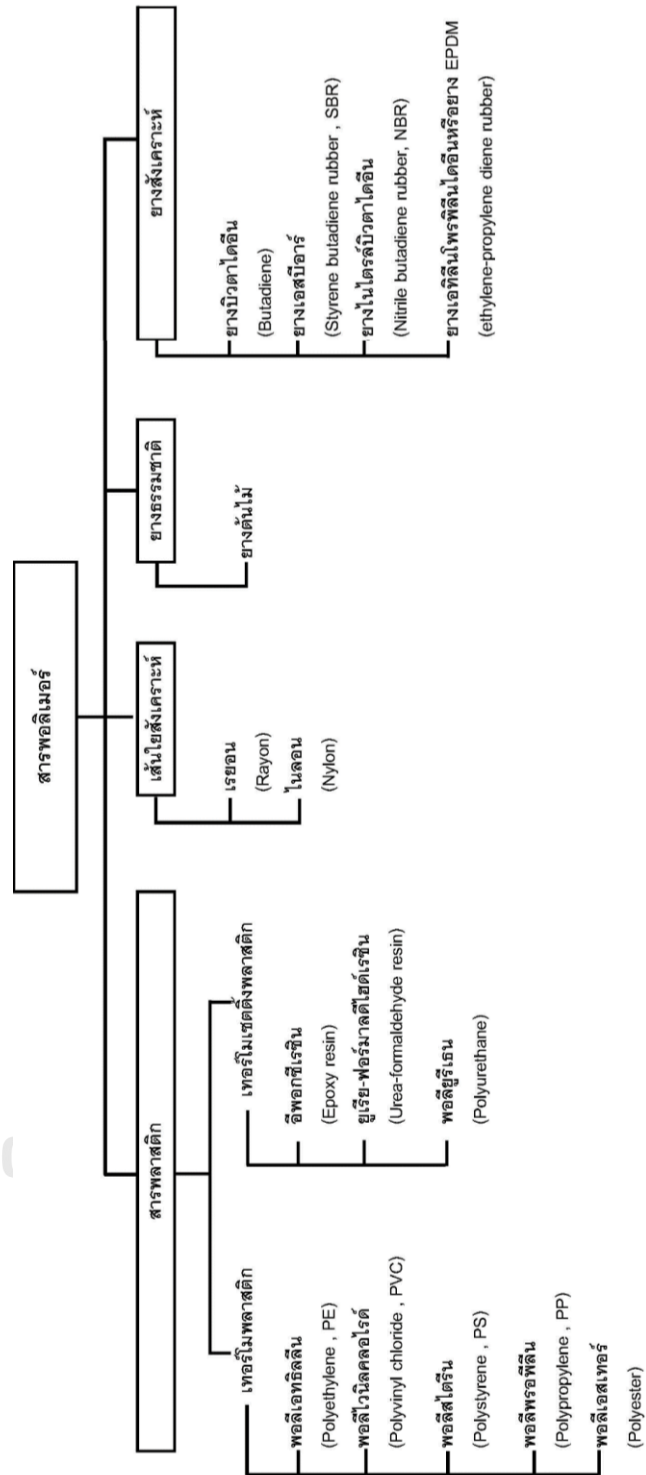 สารพอลิเมอร์
สารพลาสติก
เทอร์โมพลาสติก
พอลิเอทธิลลีน
(Polyethylene , PE)
พอลีไวนิลคลอไรด์
(Polyvinyl chloride , PVC)
พอลีสไตรีน
(Polystyrene , PS)
พอลีพรอพีลีน
(Polypropylene , PP)
พอลิเอสเทอร์
(Polyester)
เทอร์โมเซตติ้งพลาสติก
อีพอกซีเรซิน
(Epoxy resin)
ยูเรีย-ฟอร์มาลดีไฮด์เรซิน
(Urea-formaldehyde resin)
พอลียูรีเธน
(Polyurethane)
เส้นใยสังเคราะห์
เรยอน
(Rayon)
ไนลอน
(Nylon)
ยางธรรมชาติ
ยางต้นไม้
ยางสังเคราะห์
ยางบิวตาไดอีน
(Butadiene)
ยางเอสบีอาร์
(Styrene butadiene rubber , SBR)
ยางไนไตรล์บิวตาไดอีน
(Nitrile butadiene rubber, NBR)
ยางเอทิลีนโพรพิลีนไดอีนหรือยาง EPDM
(ethylene-propylene diene rubber)